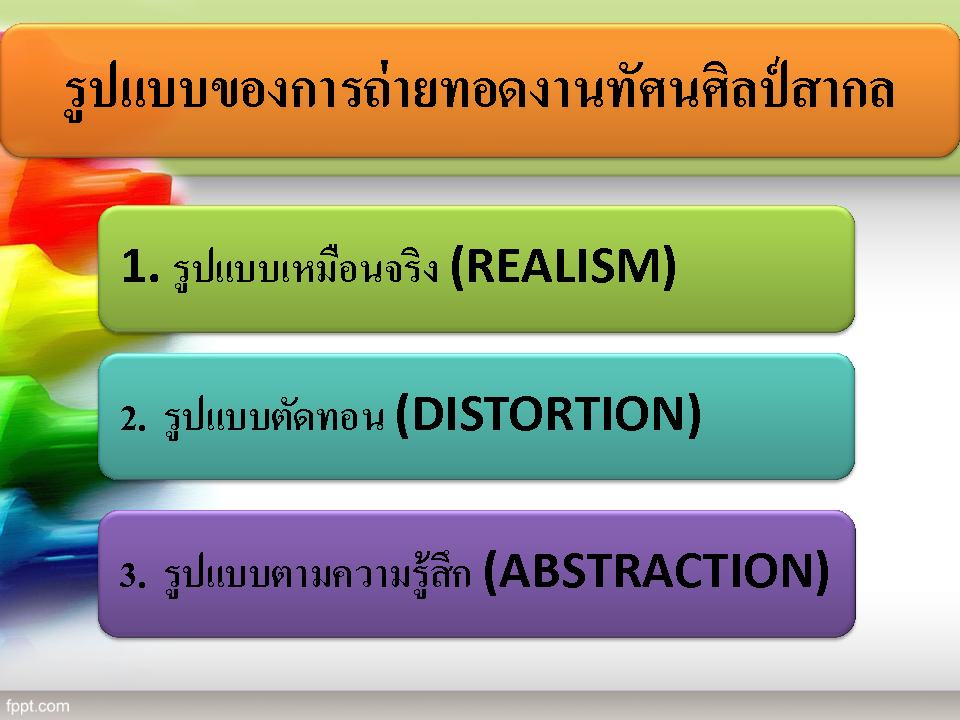 รูปแบบของการถ่ายทอดงานทัศนศิลป์สากล
1. รูปแบบเหมือนจริง (REALISM)
2. รูปแบบตัดทอน (DISTORTION)
3. รูปแบบตามความรู้สึก (ABSTRACTION)
fppt.com